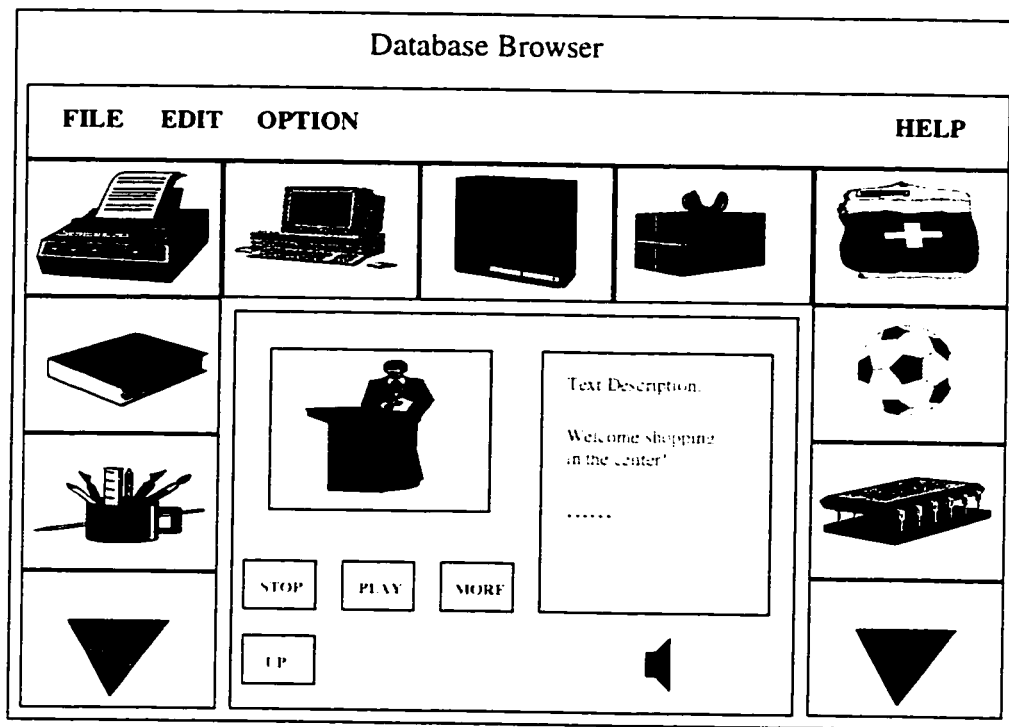 Database Browser
FILE EDIT OPTION HELP
Text Description.
Welcome shopping
in the center!
......
STOP PLAY MORE
UP